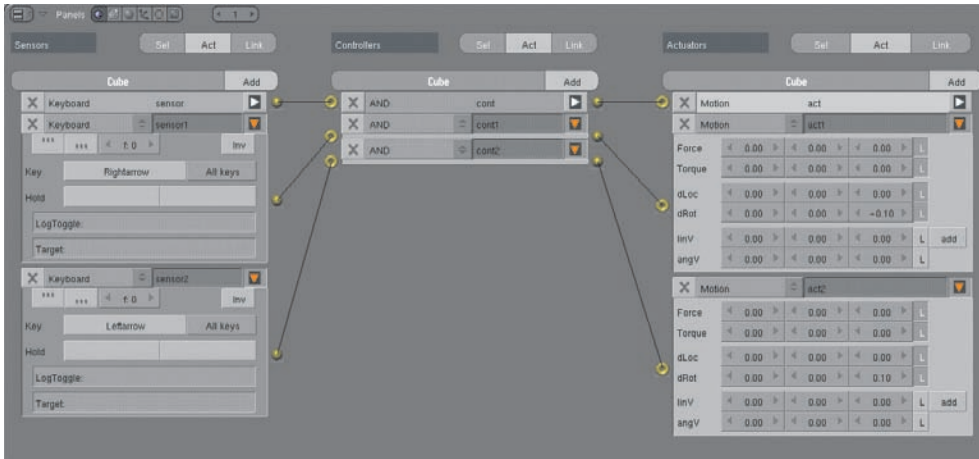 Panels 1
Sensors Sel Act Link Controllers Sel Act Link Actuators Sel Act Link
Cube Add Cube Add Cube Add
Keyboard sensor AND cont Motion act
Keyboard sensor1 AND cont1 Motion act1
f: 0 Inv
AND cont2
Key Rightarrow All keys
Hold
LogToggle:
Target:
Force 0.00 0.00 0.00 L
Torque 0.00 0.00 0.00 L
dLoc 0.00 0.00 0.00 L
dRot 0.00 0.00 -0.10 L
linV 0.00 0.00 0.00 L add
angV 0.00 0.00 0.00 L
Keyboard sensor2
f: 0 Inv
Key Leftarrow All keys
Hold
LogToggle:
Target:
Motion act2
Force 0.00 0.00 0.00 L
Torque 0.00 0.00 0.00 L
dLoc 0.00 0.00 0.00 L
dRot 0.00 0.00 0.10 L
linV 0.00 0.00 0.00 L add
angV 0.00 0.00 0.00 L